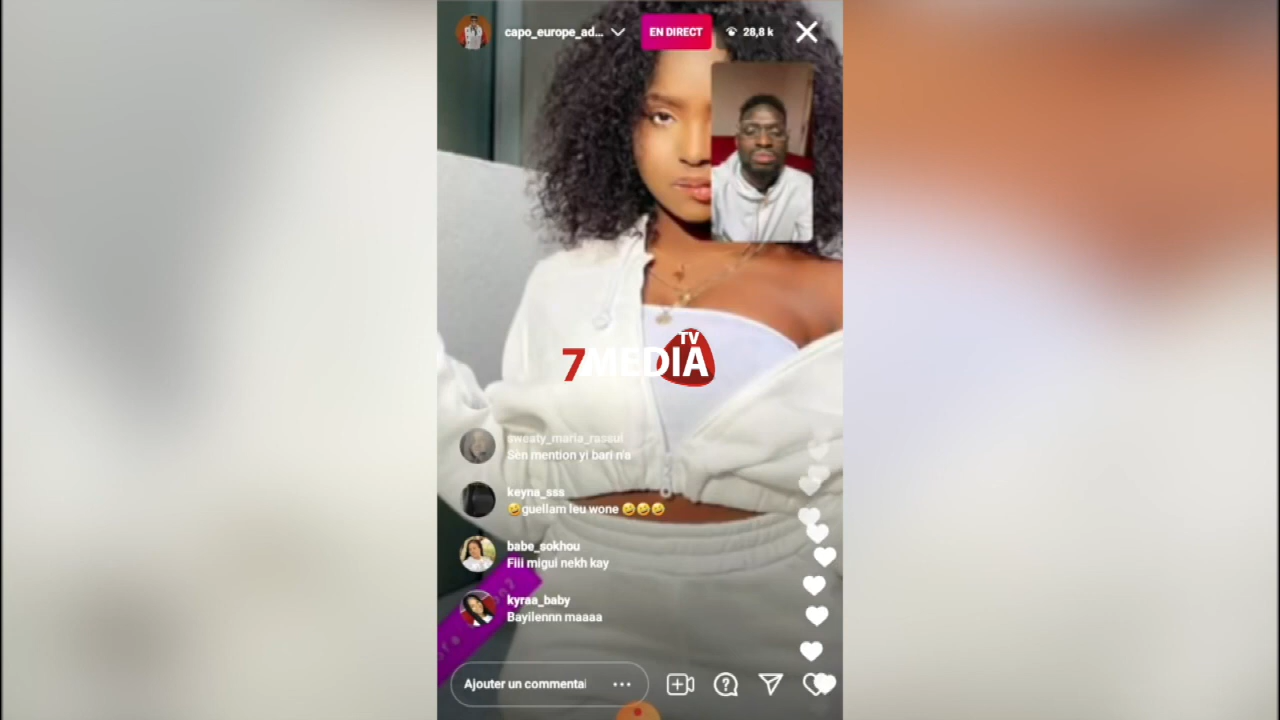 capo_europe_ad...
EN DIRECT
28,8 k
7MEDIA
TV
sweaty_maria_rassul
Sèn mention yi bari n'a
keyna_sss
🤣guellam leu wone 🤣🤣🤣
babe_sokhou
Fiii migui nekh kay
kyraa_baby
Bayilennn maaaa
Ajouter un commentai